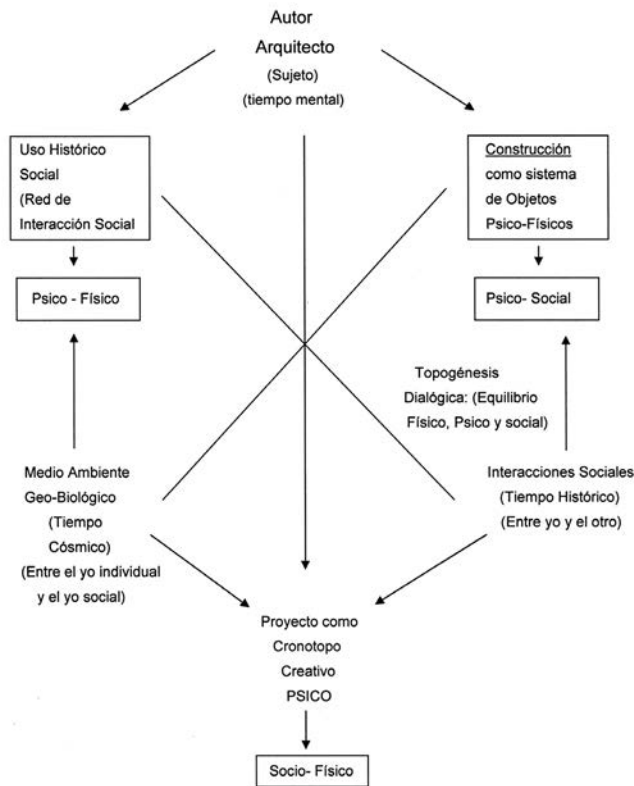 Autor
Arquitecto
(Sujeto)
(tiempo mental)
Uso Histórico
Social
(Red de
Interacción Social
Construcción
como sistema
de Objetos
Psico-Físicos
Psico - Físico
Psico- Social
Topogénesis
Dialógica: (Equilibrio
Físico, Psico y social)
Medio Ambiente
Geo-Biológico
(Tiempo
Cósmico)
(Entre el yo individual
y el yo social)
Interacciones Sociales
(Tiempo Histórico)
(Entre yo y el otro)
Proyecto como
Cronotopo
Creativo
PSICO
Socio- Físico